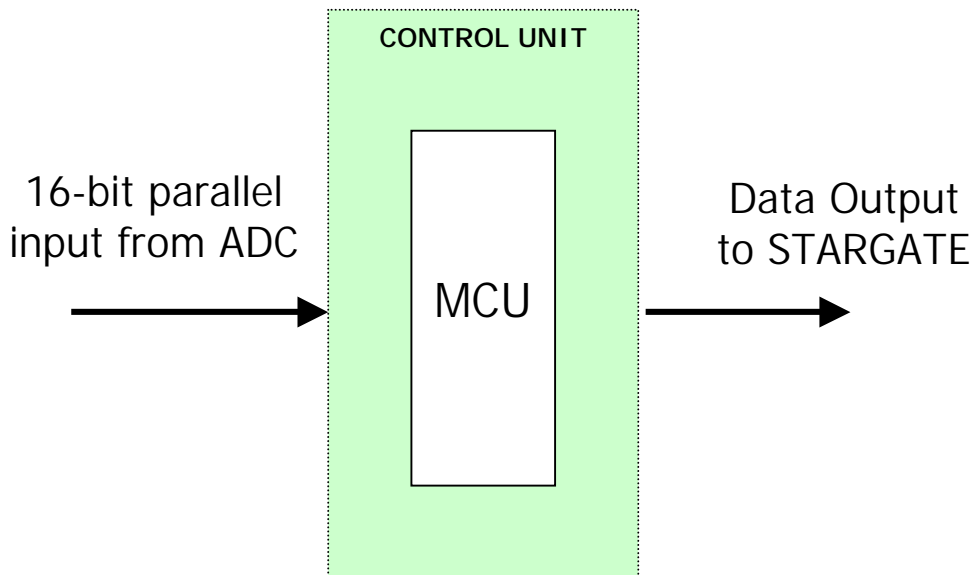 CONTROL UNIT
16-bit parallel
input from ADC
MCU
Data Output
to STARGATE